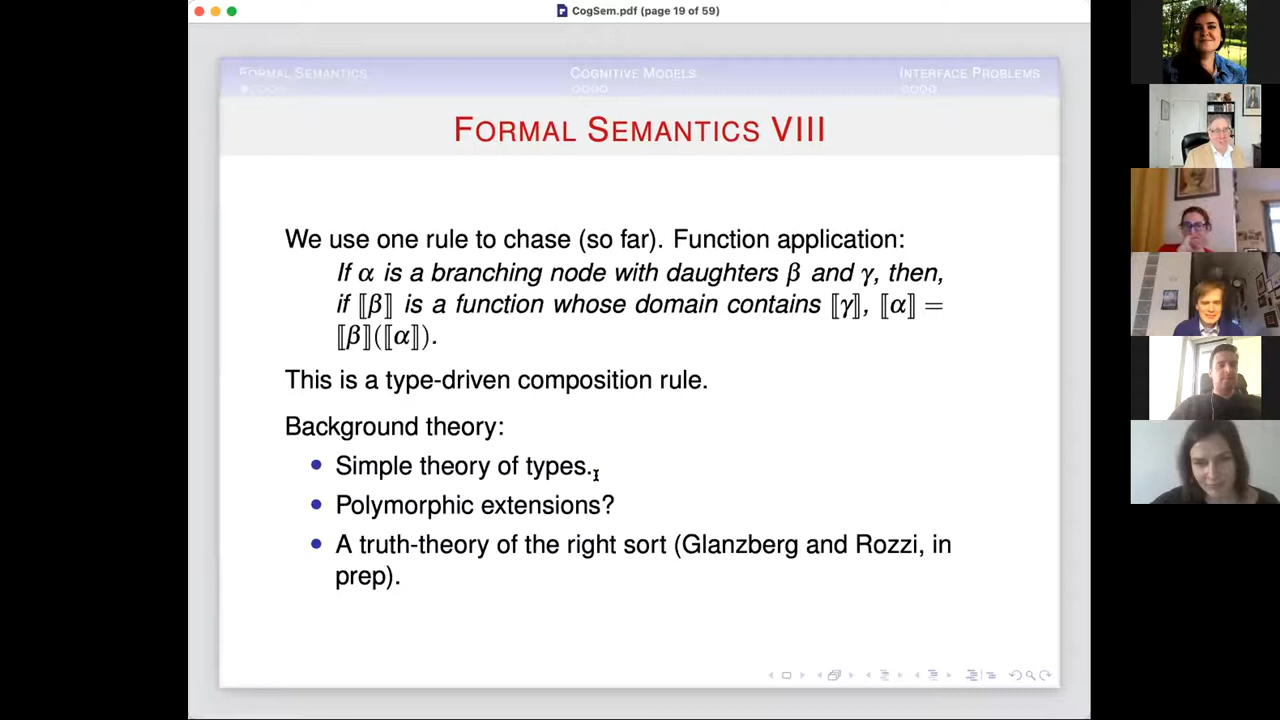 CogSem.pdf (page 19 of 59)
FORMAL SEMANTICS COGNITIVE MODELS INTERFACE PROBLEMS
FORMAL SEMANTICS VIII
We use one rule to chase (so far). Function application:
If α is a branching node with daughters β and γ, then,
if ⟦β⟧ is a function whose domain contains ⟦γ⟧, ⟦α⟧ =
⟦β⟧(⟦α⟧).
This is a type-driven composition rule.
Background theory:
• Simple theory of types.
• Polymorphic extensions?
• A truth-theory of the right sort (Glanzberg and Rozzi, in
prep).